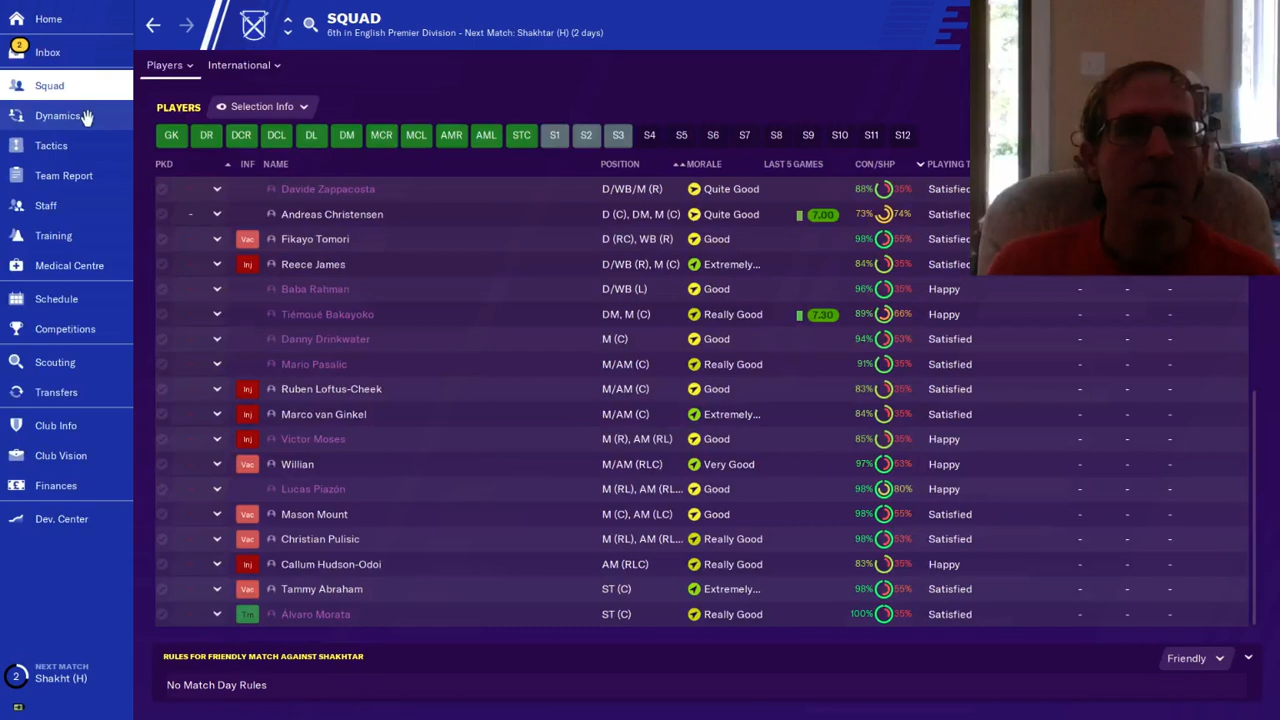 Home
2
Inbox
Squad
Dynamics
Tactics
Team Report
Staff
Training
Medical Centre
Schedule
Competitions
Scouting
Transfers
Club Info
Club Vision
Finances
Dev. Center
2 NEXT MATCH
Shakht (H)
SQUAD
6th in English Premier Division - Next Match: Shakhtar (H) (2 days)
Players International
PLAYERS Selection Info
GK DR DCR DCL DL DM MCR MCL AMR AML STC S1 S2 S3 S4 S5 S6 S7 S8 S9 S10 S11 S12
PKD INF NAME POSITION MORALE LAST 5 GAMES CON/SHP PLAYING T
Davide Zappacosta D/WB/M (R) Quite Good 88% 35% Satisfied
- Andreas Christensen D (C), DM, M (C) Quite Good 7.00 73% 74% Satisfied
Vac Fikayo Tomori D (RC), WB (R) Good 98% 55% Satisfied - - -
Inj Reece James D/WB (R), M (C) Extremely... 84% 35% Satisfied - - -
Baba Rahman D/WB (L) Good 96% 35% Happy - - -
Tiémoué Bakayoko DM, M (C) Really Good 7.30 89% 66% Happy - - -
Danny Drinkwater M (C) Good 94% 53% Satisfied - - -
Mario Pasalic M/AM (C) Really Good 91% 35% Satisfied - - -
Inj Ruben Loftus-Cheek M/AM (C) Good 83% 35% Satisfied - - -
Inj Marco van Ginkel M/AM (C) Extremely... 84% 35% Satisfied - - -
Inj Victor Moses M (R), AM (RL) Good 85% 35% Happy - - -
Vac Willian M/AM (RLC) Very Good 97% 53% Happy - - -
Lucas Piazón M (RL), AM (RL... Good 98% 80% Happy - - -
Vac Mason Mount M (C), AM (LC) Good 98% 55% Satisfied - - -
Vac Christian Pulisic M (RL), AM (RL... Really Good 98% 53% Satisfied - - -
Inj Callum Hudson-Odoi AM (RLC) Really Good 83% 35% Happy - - -
Vac Tammy Abraham ST (C) Extremely... 98% 55% Satisfied - - -
Trn Álvaro Morata ST (C) Really Good 100% 35% Satisfied - - -
RULES FOR FRIENDLY MATCH AGAINST SHAKHTAR Friendly
No Match Day Rules